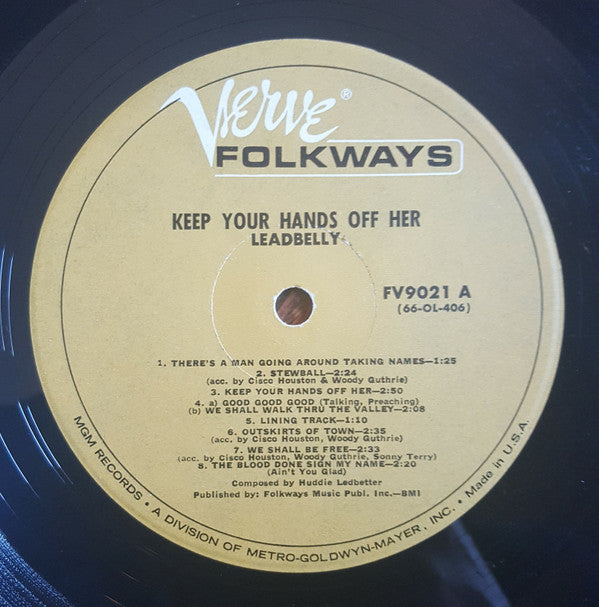 Verve®
FOLKWAYS
KEEP YOUR HANDS OFF HER
LEADBELLY
FV9021 A
(66-OL-406)
1. THERE'S A MAN GOING AROUND TAKING NAMES—1:25
2. STEWBALL—2:24
(acc. by Cisco Houston & Woody Guthrie)
3. KEEP YOUR HANDS OFF HER—2:50
4. a) GOOD GOOD GOOD (Talking, Preaching)
(b) WE SHALL WALK THRU THE VALLEY—2:08
5. LINING TRACK—1:10
6. OUTSKIRTS OF TOWN—2:35
(acc. by Cisco Houston, Woody Guthrie)
7. WE SHALL BE FREE—2:33
(acc. by Cisco Houston, Woody Guthrie, Sonny Terry)
8. THE BLOOD DONE SIGN MY NAME—2:20
(Ain't You Glad)
Composed by Huddie Ledbetter
Published by: Folkways Music Publ. Inc.—BMI
MGM RECORDS • A DIVISION OF METRO-GOLDWYN-MAYER, INC. • Made in U.S.A.